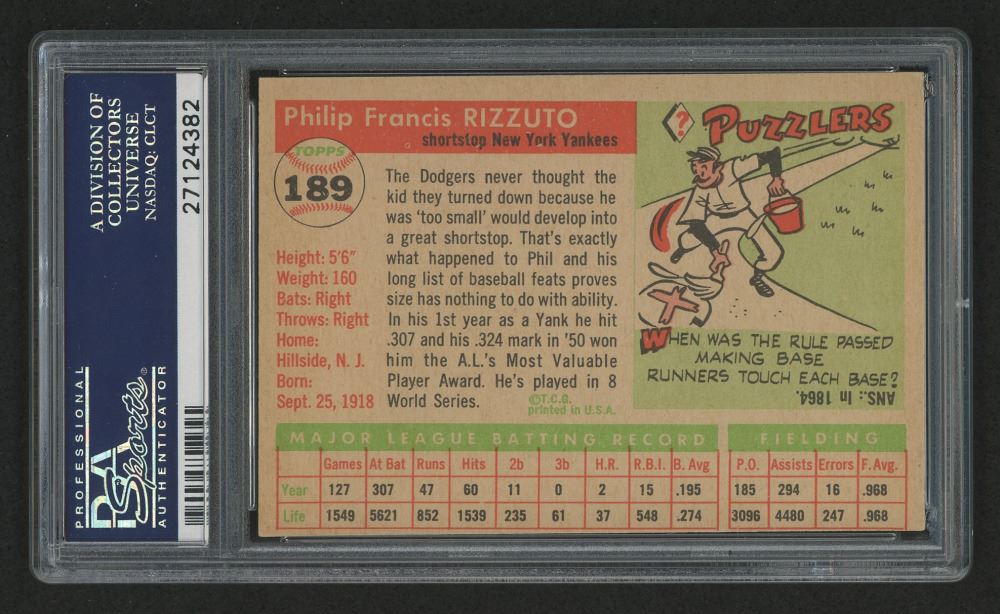 A DIVISION OF
COLLECTORS
UNIVERSE
NASDAQ: CLCT
27124382
PROFESSIONAL
PSA
Sports®
AUTHENTICATOR
Philip Francis RIZZUTO
shortstop New York Yankees
TOPPS
189
Height: 5'6"
Weight: 160
Bats: Right
Throws: Right
Home:
Hillside, N. J.
Born:
Sept. 25, 1918
The Dodgers never thought the
kid they turned down because he
was 'too small' would develop into
a great shortstop. That's exactly
what happened to Phil and his
long list of baseball feats proves
size has nothing to do with ability.
In his 1st year as a Yank he hit
.307 and his .324 mark in '50 won
him the A.L.'s Most Valuable
Player Award. He's played in 8
World Series.
©T.C.G.
printed in U.S.A.
? PUZZLERS
X
WHEN WAS THE RULE PASSED
MAKING BASE
RUNNERS TOUCH EACH BASE?
ANS.: In 1864.
MAJOR LEAGUE BATTING RECORD FIELDING
Games At Bat Runs Hits 2b 3b H.R. R.B.I. B. Avg P.O. Assists Errors F. Avg.
Year 127 307 47 60 11 0 2 15 .195 185 294 16 .968
Life 1549 5621 852 1539 235 61 37 548 .274 3096 4480 247 .968